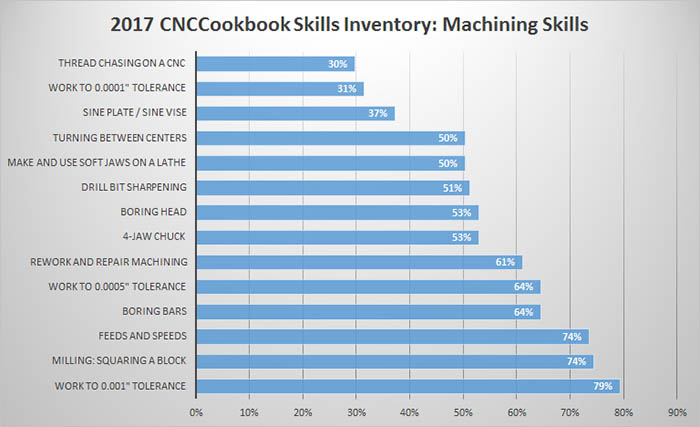 2017 CNCCookbook Skills Inventory: Machining Skills
THREAD CHASING ON A CNC 30%
WORK TO 0.0001" TOLERANCE 31%
SINE PLATE / SINE VISE 37%
TURNING BETWEEN CENTERS 50%
MAKE AND USE SOFT JAWS ON A LATHE 50%
DRILL BIT SHARPENING 51%
BORING HEAD 53%
4-JAW CHUCK 53%
REWORK AND REPAIR MACHINING 61%
WORK TO 0.0005" TOLERANCE 64%
BORING BARS 64%
FEEDS AND SPEEDS 74%
MILLING: SQUARING A BLOCK 74%
WORK TO 0.001" TOLERANCE 79%
0% 10% 20% 30% 40% 50% 60% 70% 80% 90%